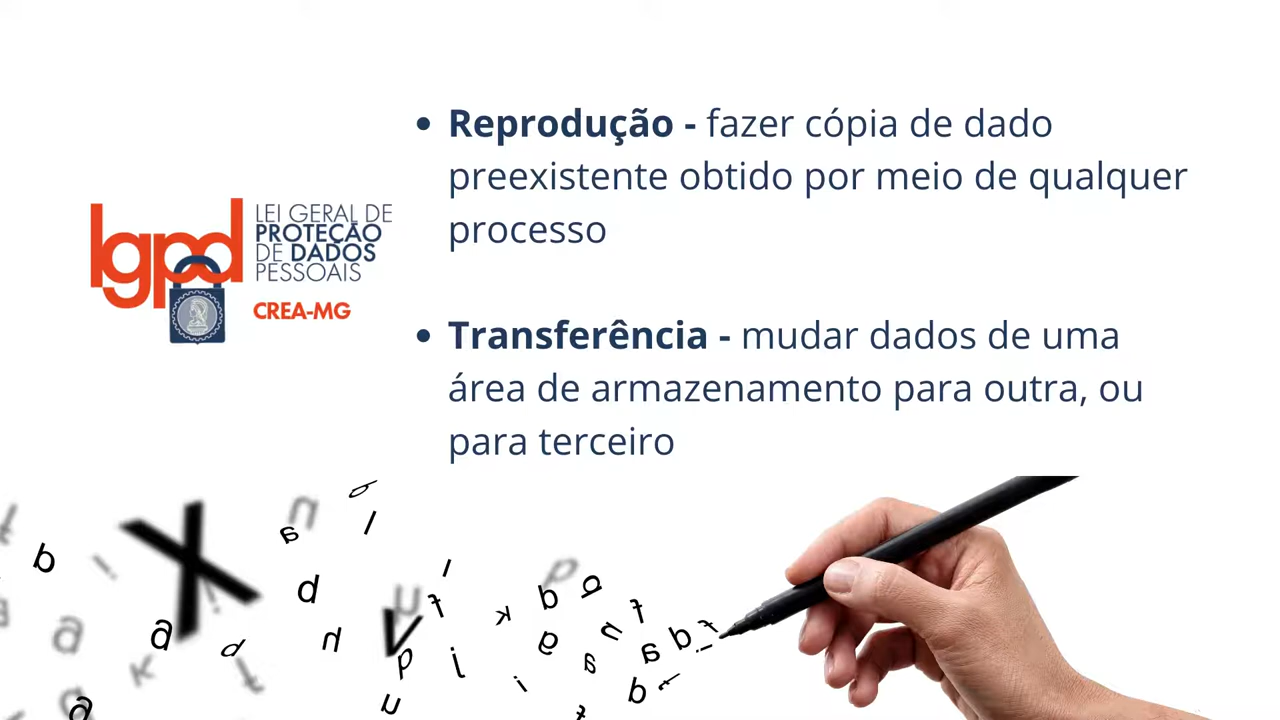 lgpd
LEI GERAL DE
PROTEÇÃO
DE DADOS
PESSOAIS
CREA-MG
• Reprodução - fazer cópia de dado
preexistente obtido por meio de qualquer
processo
• Transferência - mudar dados de uma
área de armazenamento para outra, ou
para terceiro